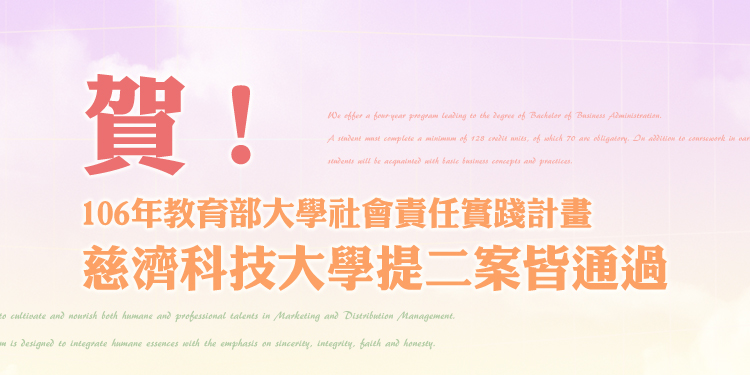 賀！
We offer a four-year program leading to the degree of Bachelor of Business Administration.
A student must complete a minimum of 128 credit units, of which 70 are obligatory. In addition to coursework in
students will be acquainted with basic business concepts and practices.
106年教育部大學社會責任實踐計畫
慈濟科技大學提二案皆通過
to cultivate and nourish both humane and professional talents in Marketing and Distribution Management.
is designed to integrate humane essences with the emphasis on sincerity, integrity, faith and honesty.